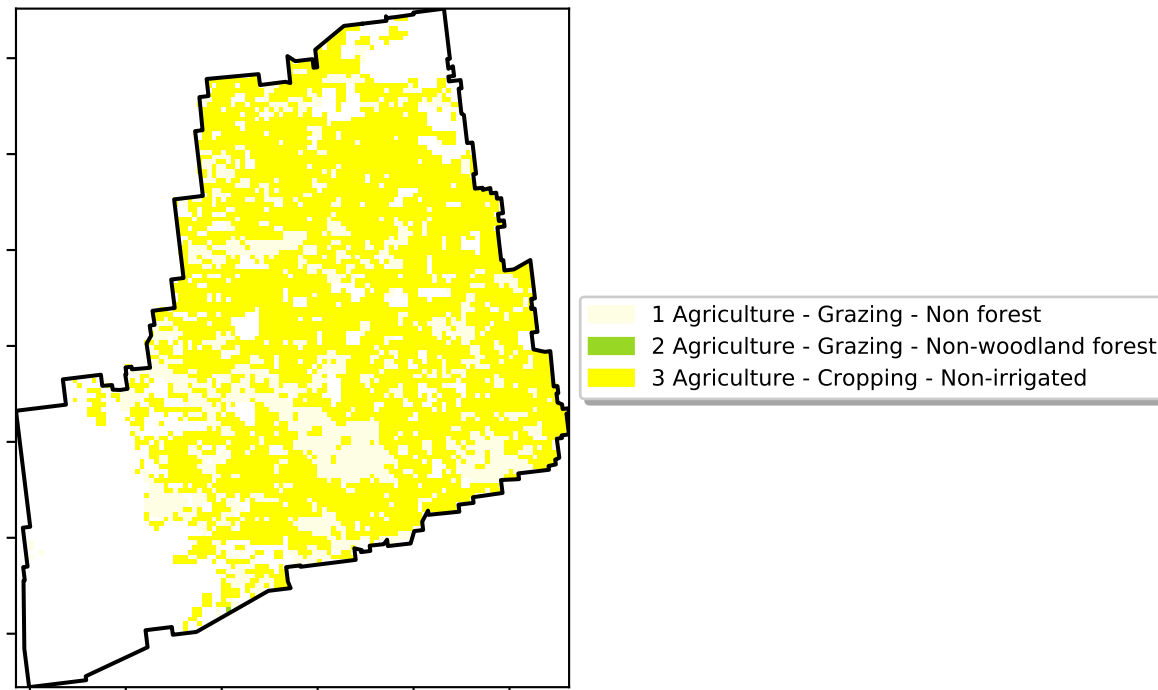 1 Agriculture - Grazing - Non forest
2 Agriculture - Grazing - Non-woodland forest
3 Agriculture - Cropping - Non-irrigated